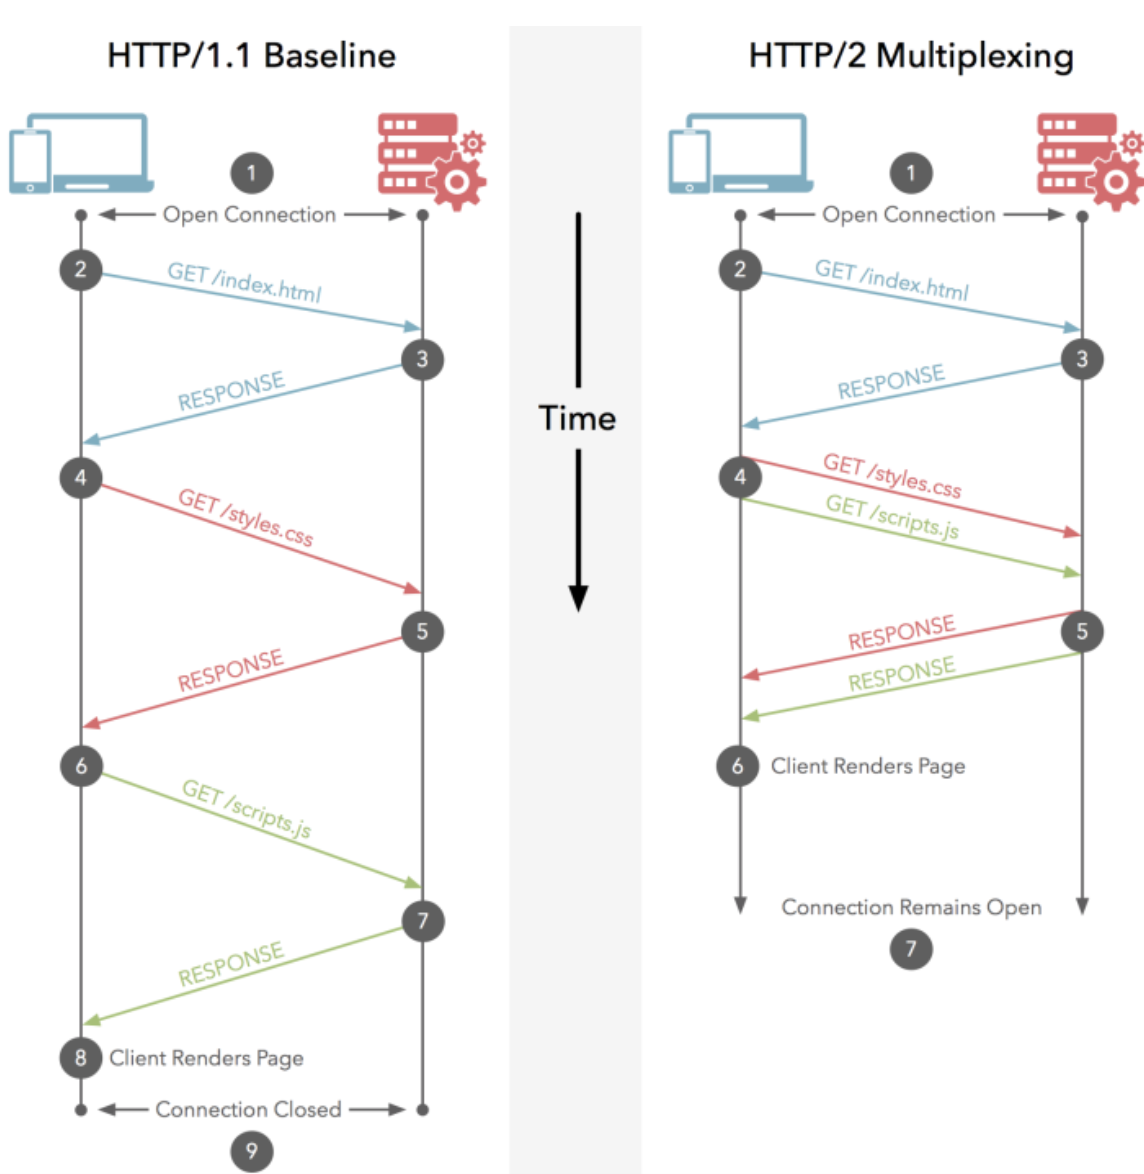 HTTP/1.1 Baseline
1
Open Connection
2
GET /index.html
3
RESPONSE
4
GET /styles.css
5
RESPONSE
6
GET /scripts.js
7
RESPONSE
8
Client Renders Page
Connection Closed
9
Time
HTTP/2 Multiplexing
1
Open Connection
2
GET /index.html
3
RESPONSE
4
GET /styles.css
GET /scripts.js
5
RESPONSE
RESPONSE
6
Client Renders Page
Connection Remains Open
7